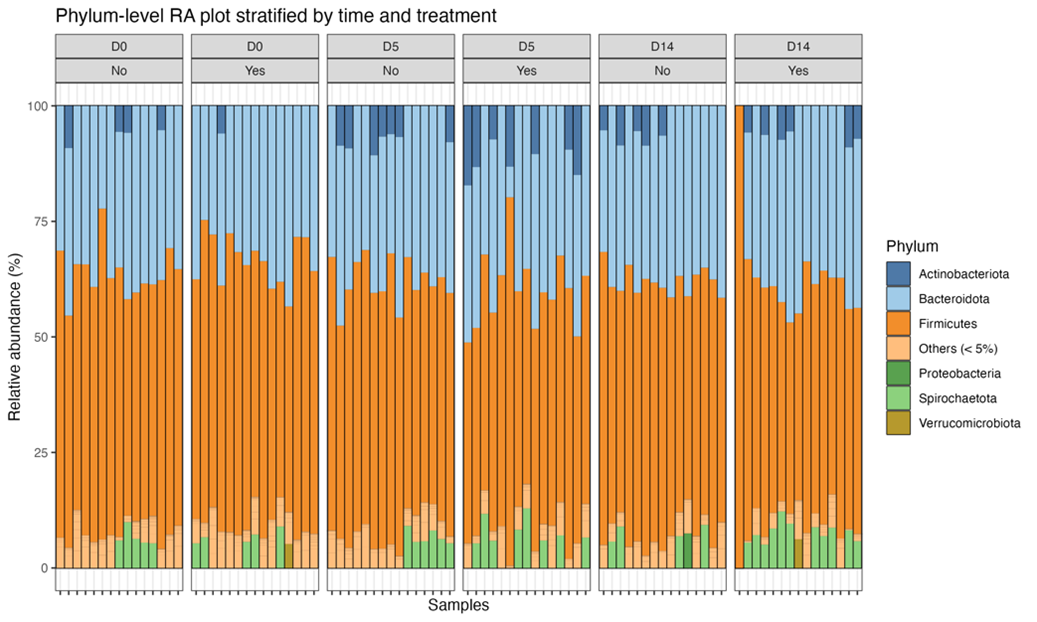 Phylum-level RA plot stratified by time and treatment
D0 D0 D5 D5 D14 D14
No Yes No Yes No Yes
100
75
50
25
0
Relative abundance (%)
Samples
Phylum
Actinobacteriota
Bacteroidota
Firmicutes
Others (< 5%)
Proteobacteria
Spirochaetota
Verrucomicrobiota